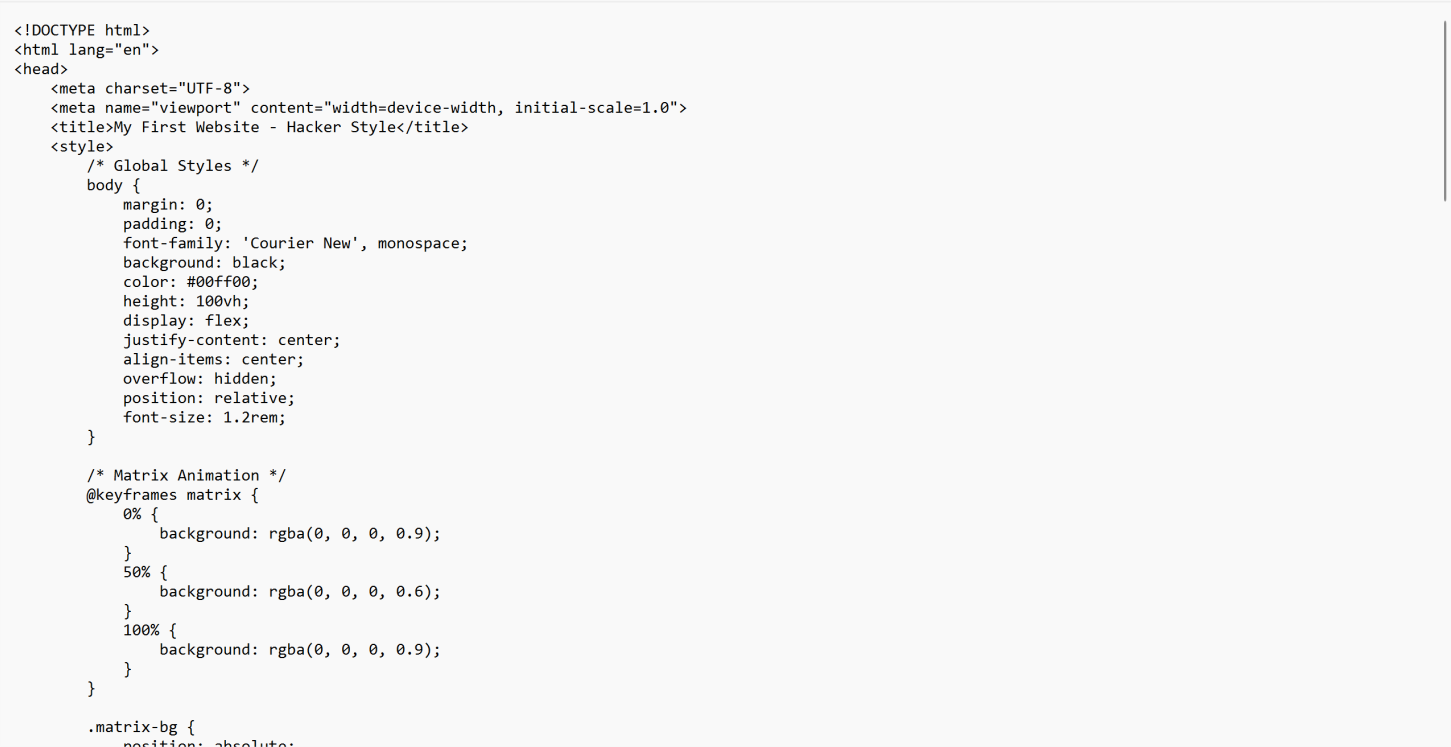 <!DOCTYPE html>
<html lang="en">
<head>
    <meta charset="UTF-8">
    <meta name="viewport" content="width=device-width, initial-scale=1.0">
    <title>My First Website - Hacker Style</title>
    <style>
        /* Global Styles */
        body {
            margin: 0;
            padding: 0;
            font-family: 'Courier New', monospace;
            background: black;
            color: #00ff00;
            height: 100vh;
            display: flex;
            justify-content: center;
            align-items: center;
            overflow: hidden;
            position: relative;
            font-size: 1.2rem;
        }

        /* Matrix Animation */
        @keyframes matrix {
            0% {
                background: rgba(0, 0, 0, 0.9);
            }
            50% {
                background: rgba(0, 0, 0, 0.6);
            }
            100% {
                background: rgba(0, 0, 0, 0.9);
            }
        }

        .matrix-bg {
            position: absolute;